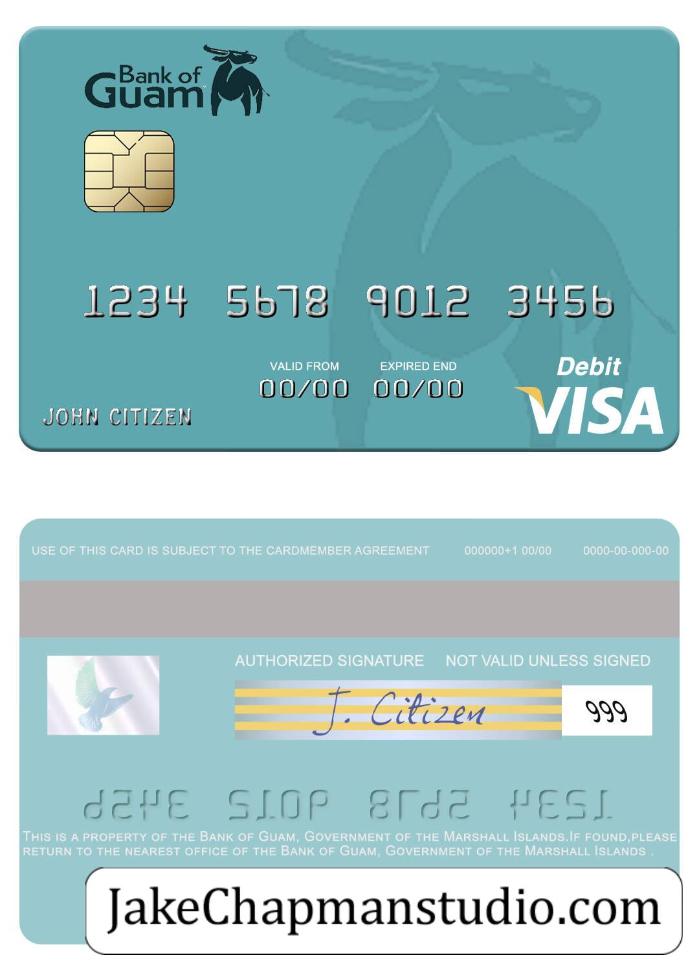 Bank of
Guam
1234 5678 9012 3456
VALID FROM EXPIRED END
00/00 00/00
Debit
VISA
JOHN CITIZEN
USE OF THIS CARD IS SUBJECT TO THE CARDMEMBER AGREEMENT 000000+1 00/00 0000-00-000-00
AUTHORIZED SIGNATURE NOT VALID UNLESS SIGNED
J. Citizen 999
THIS IS A PROPERTY OF THE BANK OF GUAM, GOVERNMENT OF THE MARSHALL ISLANDS.IF FOUND,PLEASE
RETURN TO THE NEAREST OFFICE OF THE BANK OF GUAM, GOVERNMENT OF THE MARSHALL ISLANDS .
JakeChapmanstudio.com